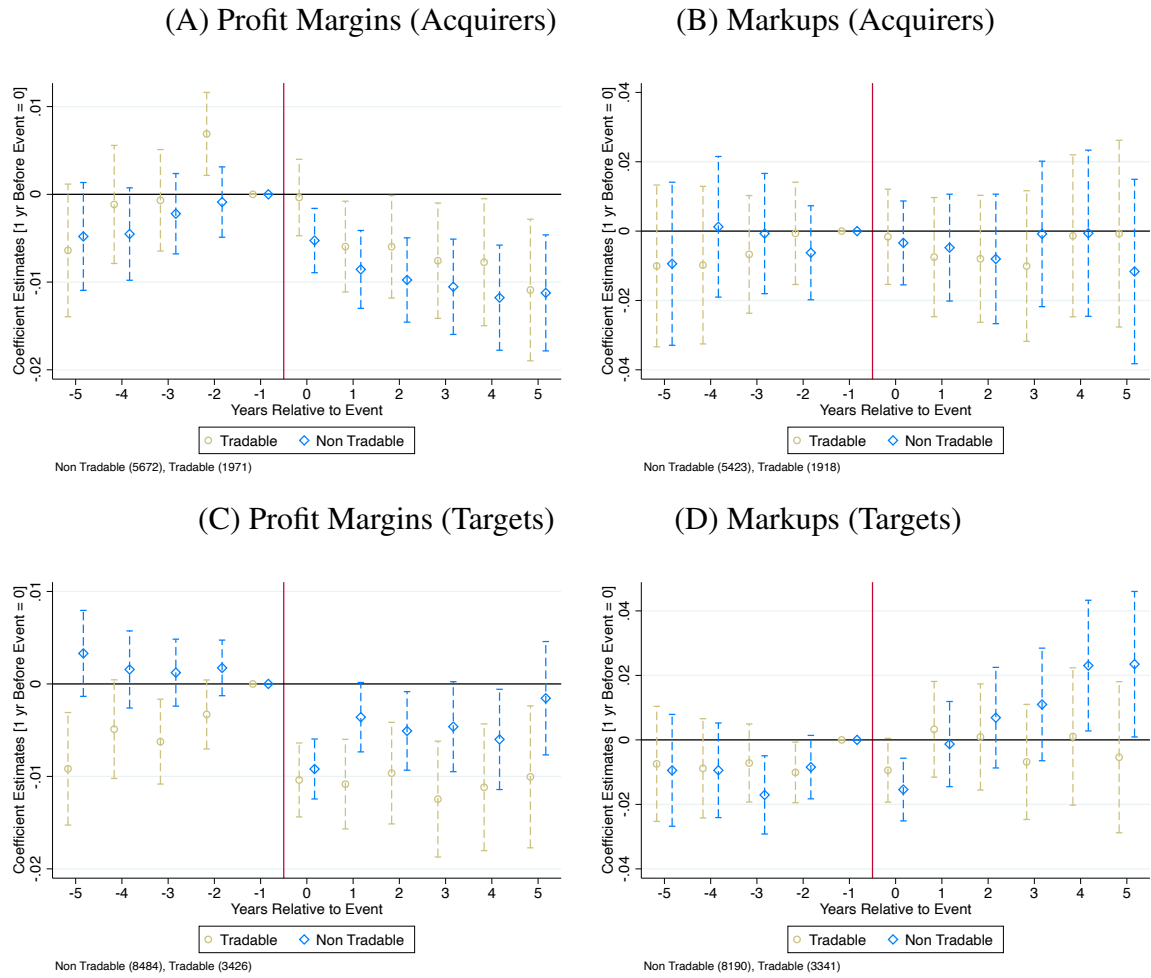 (A) Profit Margins (Acquirers)
Coefficient Estimates [1 yr Before Event = 0]
.01
0
-.01
-.02
-5 -4 -3 -2 -1 0 1 2 3 4 5
Years Relative to Event
Tradable Non Tradable
Non Tradable (5672), Tradable (1971)
(B) Markups (Acquirers)
Coefficient Estimates [1 yr Before Event = 0]
.04
.02
0
-.02
-.04
-5 -4 -3 -2 -1 0 1 2 3 4 5
Years Relative to Event
Tradable Non Tradable
Non Tradable (5423), Tradable (1918)
(C) Profit Margins (Targets)
Coefficient Estimates [1 yr Before Event = 0]
.01
0
-.01
-.02
-5 -4 -3 -2 -1 0 1 2 3 4 5
Years Relative to Event
Tradable Non Tradable
Non Tradable (8484), Tradable (3426)
(D) Markups (Targets)
Coefficient Estimates [1 yr Before Event = 0]
.04
.02
0
-.02
-.04
-5 -4 -3 -2 -1 0 1 2 3 4 5
Years Relative to Event
Tradable Non Tradable
Non Tradable (8190), Tradable (3341)